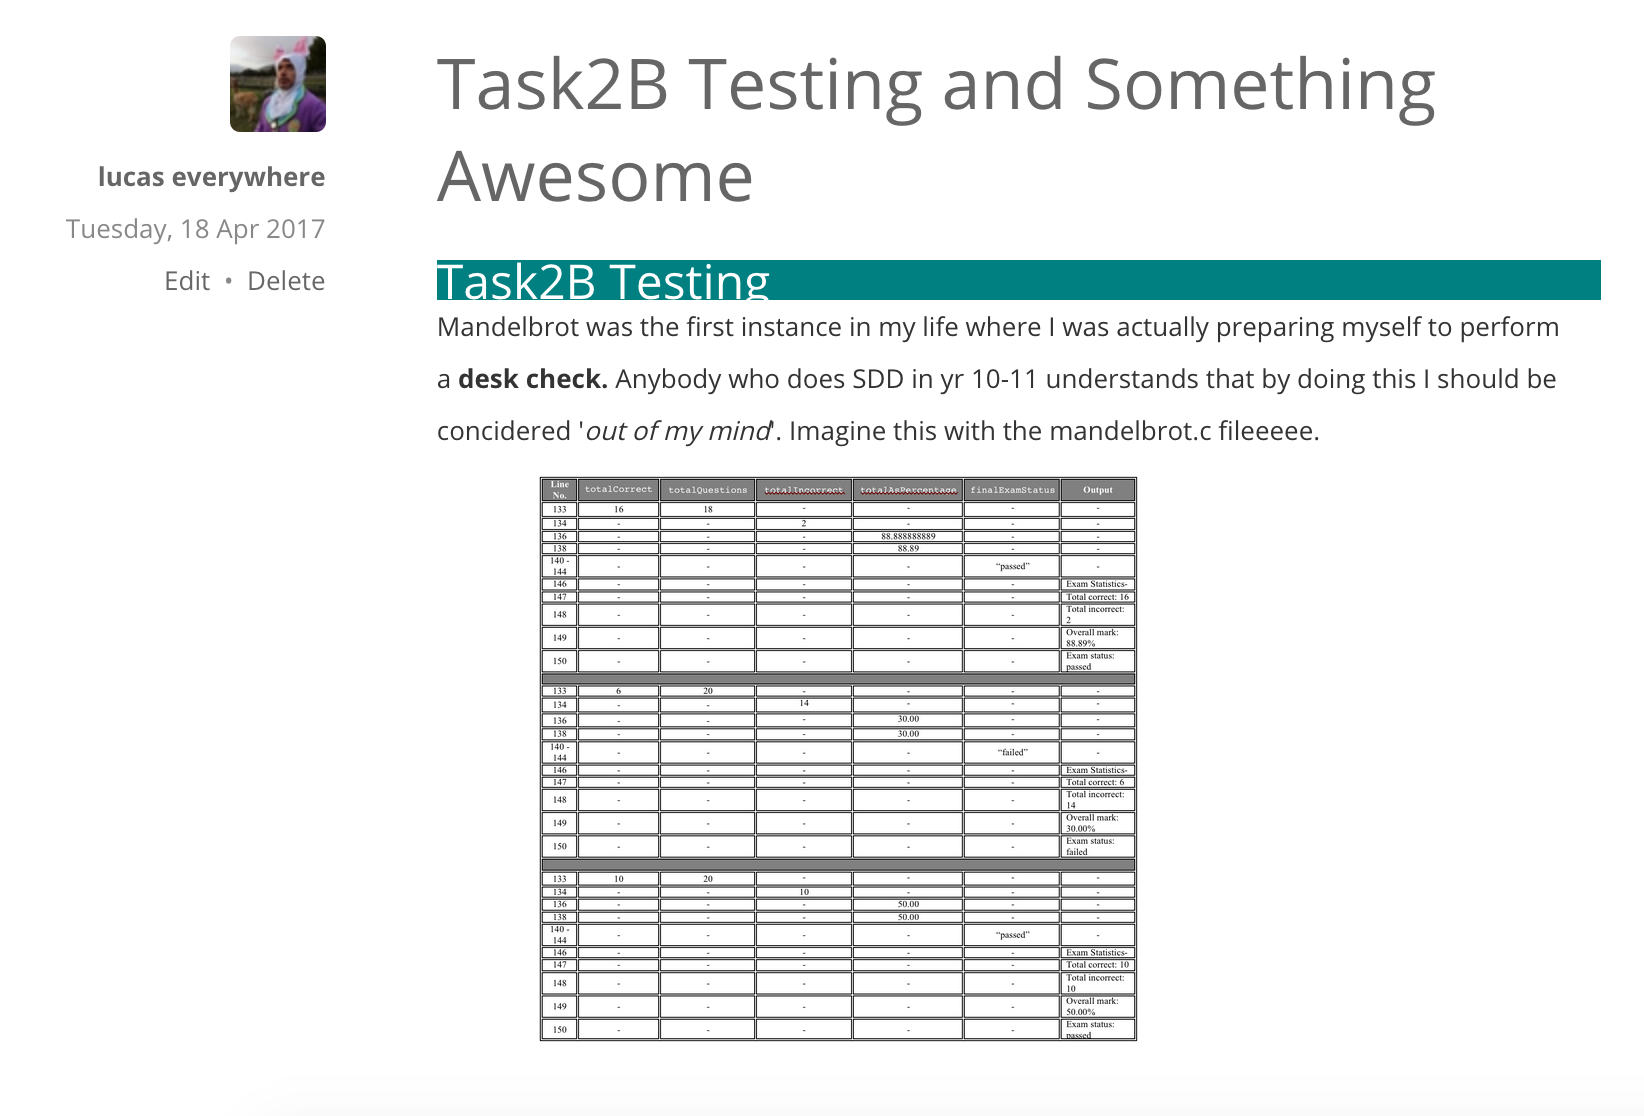 lucas everywhere
Tuesday, 18 Apr 2017
Edit • Delete
Task2B Testing and Something
Awesome
Task2B Testing
Mandelbrot was the first instance in my life where I was actually preparing myself to perform
a desk check. Anybody who does SDD in yr 10-11 understands that by doing this I should be
concidered 'out of my mind'. Imagine this with the mandelbrot.c fileeeee.
Line No. totalCorrect totalQuestions totalIncorrect totalAsPercentage finalExamStatus Output
133 16 18 - - - -
134 - - 2 - - -
136 - - - 88.888888889 - -
138 - - - 88.89 - -
140 - 144 - - - - “passed” -
146 - - - - - Exam Statistics-
147 - - - - - Total correct: 16
148 - - - - - Total incorrect: 2
149 - - - - - Overall mark: 88.89%
150 - - - - - Exam status: passed
133 6 20 - - - -
134 - - 14 - - -
136 - - - 30.00 - -
138 - - - 30.00 - -
140 - 144 - - - - “failed” -
146 - - - - - Exam Statistics-
147 - - - - - Total correct: 6
148 - - - - - Total incorrect: 14
149 - - - - - Overall mark: 30.00%
150 - - - - - Exam status: failed
133 10 20 - - - -
134 - - 10 - - -
136 - - - 50.00 - -
138 - - - 50.00 - -
140 - 144 - - - - “passed” -
146 - - - - - Exam Statistics-
147 - - - - - Total correct: 10
148 - - - - - Total incorrect: 10
149 - - - - - Overall mark: 50.00%
150 - - - - - Exam status: passed